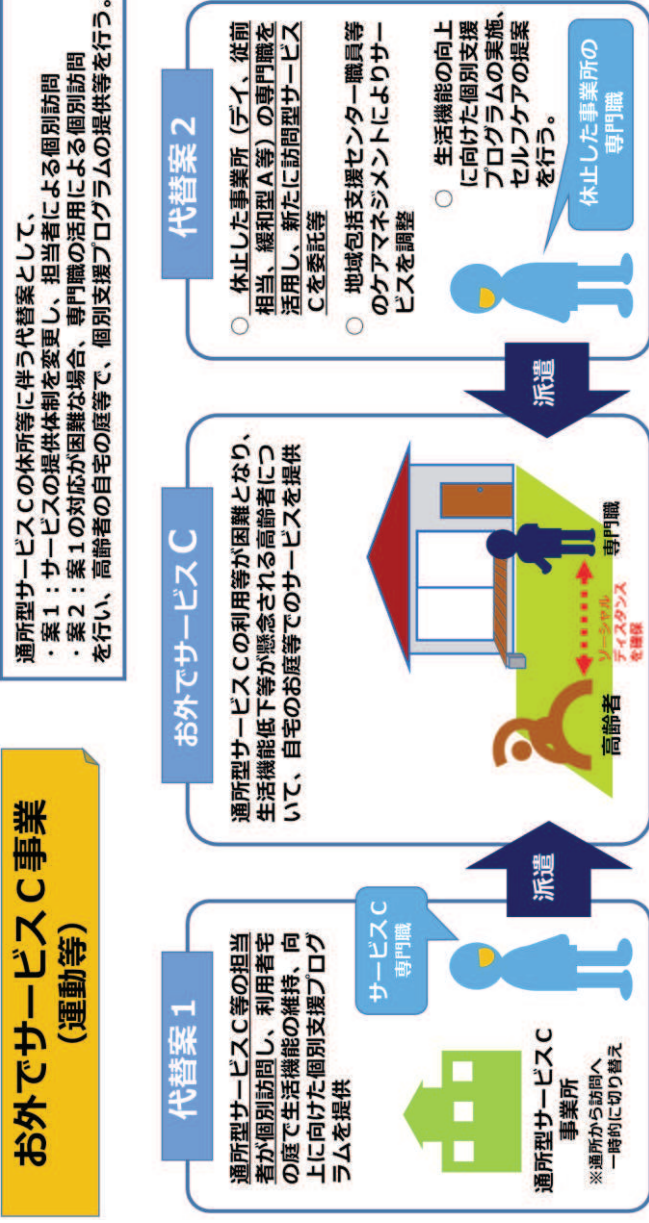 お外でサービスC事業
(運動等)
通所型サービスCの休所等に伴う代替案として、
・案1:サービスの提供体制を変更し、担当者による個別訪問
・案2:案1の対応が困難な場合、専門職の活用による個別訪問
を行い、高齢者の自宅の庭等で、個別支援プログラムの提供等を行う。
代替案1
通所型サービスC等の担当
者が個別訪問し、利用者宅
の庭で生活機能の維持、向
上に向けた個別支援プログ
ラムを提供
サービスC
専門職
通所型サービスC
事業所
※通所から訪問へ
一時的に切り替え
派遣
お外でサービスC
通所型サービスCの利用等が困難となり、
生活機能低下等が懸念される高齢者につ
いて、自宅のお庭等でのサービスを提供
ソーシャル
ディスタンス
を確保
高齢者
専門職
派遣
代替案2
○ 休止した事業所(デイ、従前
相当、緩和型A等)の専門職を
活用し、新たに訪問型サービス
Cを委託等
○ 地域包括支援センター職員等
のケアマネジメントによりサー
ビスを調整
○ 生活機能の向上
に向けた個別支援
プログラムの実施、
セルフケアの提案
を行う。
休止した事業所の
専門職